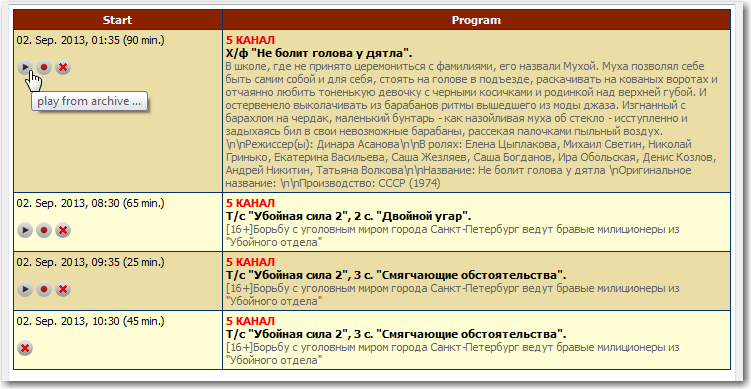 Start
Program
02. Sep. 2013, 01:35 (90 min.)
play from archive ...
5 КАНАЛ
Х/ф "Не болит голова у дятла".
В школе, где не принято церемониться с фамилиями, его назвали Мухой. Муха позволял себе
быть самим собой и для себя, стоять на голове в подъезде, раскачивать на кованых воротах и
отчаянно любить тоненькую девочку с черными косичками и родинкой над верхней губой. И
остервенело выколачивать из барабанов ритмы вышедшего из моды джаза. Изгнанный с
барахлом на чердак, маленький бунтарь - как назойливая муха об стекло - исступленно и
задыхаясь бил в свои невозможные барабаны, рассекая палочками пыльный воздух.
\n\nРежиссер(ы): Динара Асанова\n\nВ ролях: Елена Цыплакова, Михаил Светин, Николай
Гринько, Екатерина Васильева, Саша Жезляев, Саша Богданов, Ира Обольская, Денис Козлов,
Андрей Никитин, Татьяна Волкова\n\nНазвание: Не болит голова у дятла \nОригинальное
название: \n\nПроизводство: СССР (1974)
02. Sep. 2013, 08:30 (65 min.)
5 КАНАЛ
Т/с "Убойная сила 2", 2 с. "Двойной угар".
[16+]Борьбу с уголовным миром города Санкт-Петербург ведут бравые милиционеры из
"Убойного отдела"
02. Sep. 2013, 09:35 (25 min.)
5 КАНАЛ
Т/с "Убойная сила 2", 3 с. "Смягчающие обстоятельства".
[16+]Борьбу с уголовным миром города Санкт-Петербург ведут бравые милиционеры из
"Убойного отдела"
02. Sep. 2013, 10:30 (45 min.)
5 КАНАЛ
Т/с "Убойная сила 2", 3 с. "Смягчающие обстоятельства".
[16+]Борьбу с уголовным миром города Санкт-Петербург ведут бравые милиционеры из
"Убойного отдела"